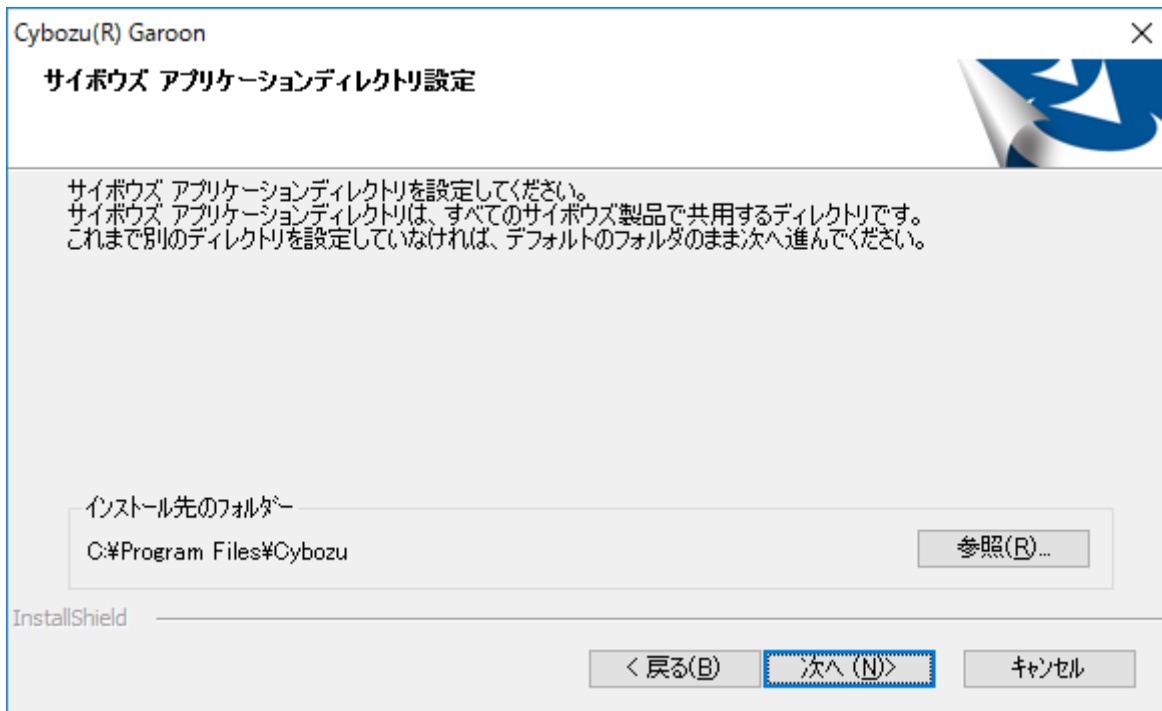 Cybozu(R) Garoon
サイボウズ アプリケーションディレクトリ設定
サイボウズ アプリケーションディレクトリを設定してください。
サイボウズ アプリケーションディレクトリは、すべてのサイボウズ製品で共用するディレクトリです。
これまで別のディレクトリを設定していなければ、デフォルトのフォルダのまま次へ進んでください。
インストール先のフォルダー
C:¥Program Files¥Cybozu
参照(R)...
InstallShield
< 戻る(B)
次へ (N)>
キャンセル